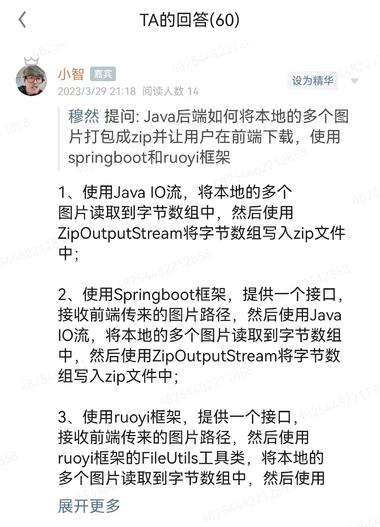 TA的回答(60)
小智 嘉宾
2023/3/29 21:18 阅读人数 14
设为精华
穆然 提问: Java后端如何将本地的多个图
片打包成zip并让用户在前端下载，使用
springboot和ruoyi框架
1、使用Java IO流，将本地的多个
图片读取到字节数组中，然后使用
ZipOutputStream将字节数组写入zip文件
中；
2、使用Springboot框架，提供一个接口，
接收前端传来的图片路径，然后使用Java
IO流，将本地的多个图片读取到字节数组
中，然后使用ZipOutputStream将字节数
组写入zip文件中；
3、使用ruoyi框架，提供一个接口，
接收前端传来的图片路径，然后使用
ruoyi框架的FileUtils工具类，将本地的
多个图片读取到字节数组中，然后使用
展开更多